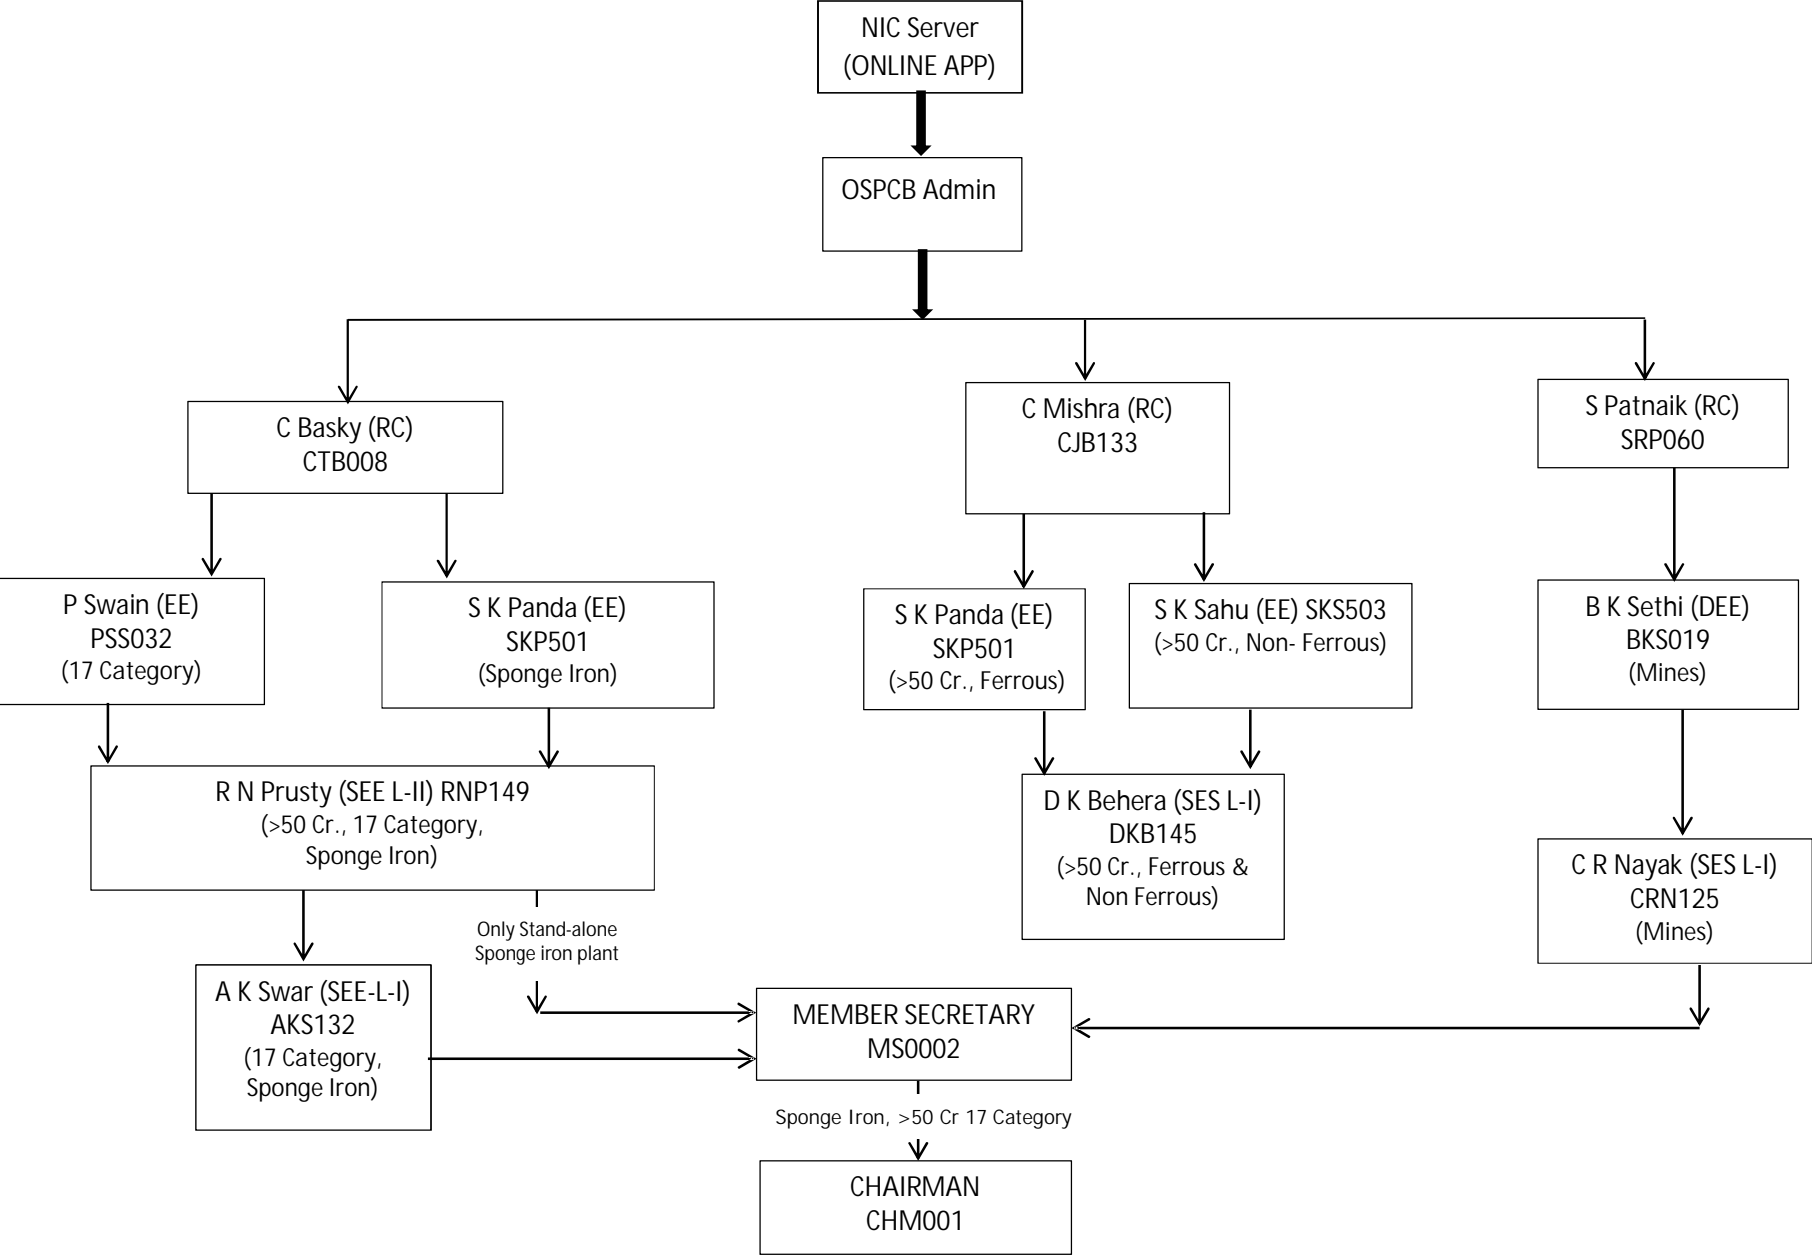 NIC Server
(ONLINE APP)
OSPCB Admin
C Basky (RC)
CTB008
C Mishra (RC)
CJB133
S Patnaik (RC)
SRP060
P Swain (EE)
PSS032
(17 Category)
S K Panda (EE)
SKP501
(Sponge Iron)
S K Panda (EE)
SKP501
(>50 Cr., Ferrous)
S K Sahu (EE) SKS503
(>50 Cr., Non- Ferrous)
B K Sethi (DEE)
BKS019
(Mines)
R N Prusty (SEE L-II) RNP149
(>50 Cr., 17 Category,
Sponge Iron)
D K Behera (SES L-I)
DKB145
(>50 Cr., Ferrous &
Non Ferrous)
C R Nayak (SES L-I)
CRN125
(Mines)
Only Stand-alone
Sponge iron plant
A K Swar (SEE-L-I)
AKS132
(17 Category,
Sponge Iron)
MEMBER SECRETARY
MS0002
Sponge Iron, >50 Cr 17 Category
CHAIRMAN
CHM001